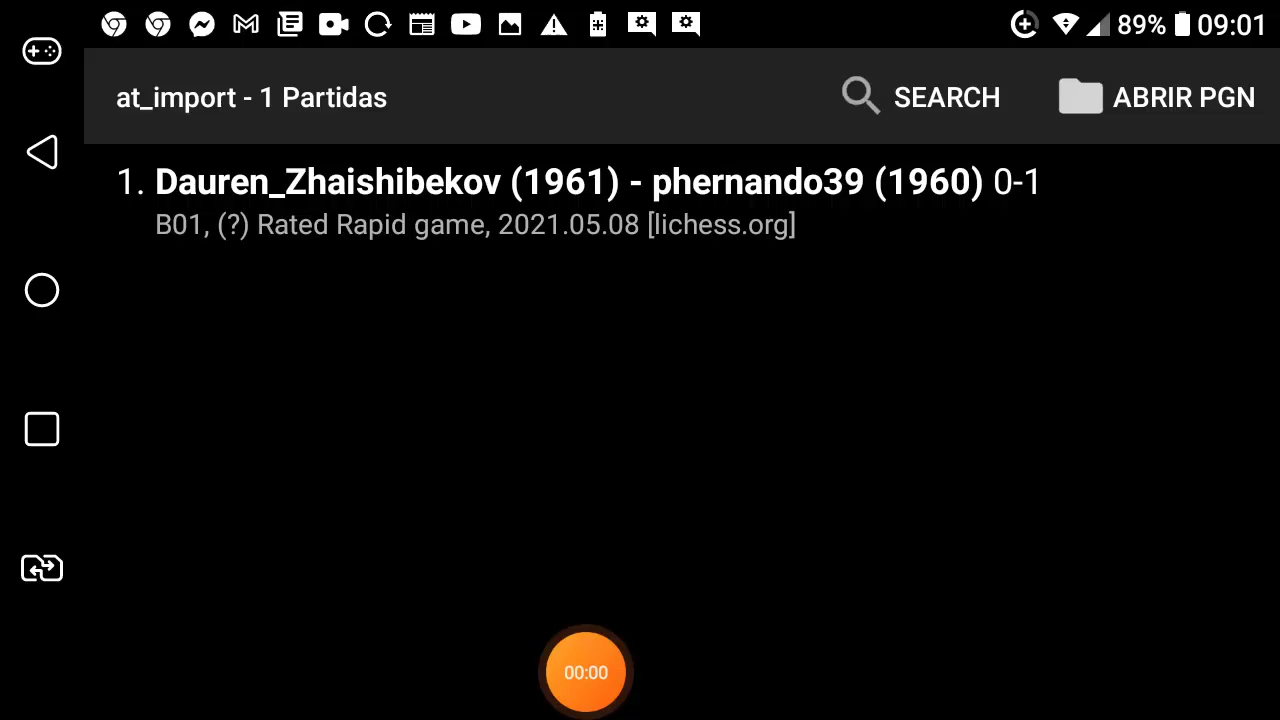 89% 09:01
at_import - 1 Partidas
SEARCH
ABRIR PGN
1. Dauren_Zhaishibekov (1961) - phernando39 (1960) 0-1
B01, (?) Rated Rapid game, 2021.05.08 [lichess.org]
00:00